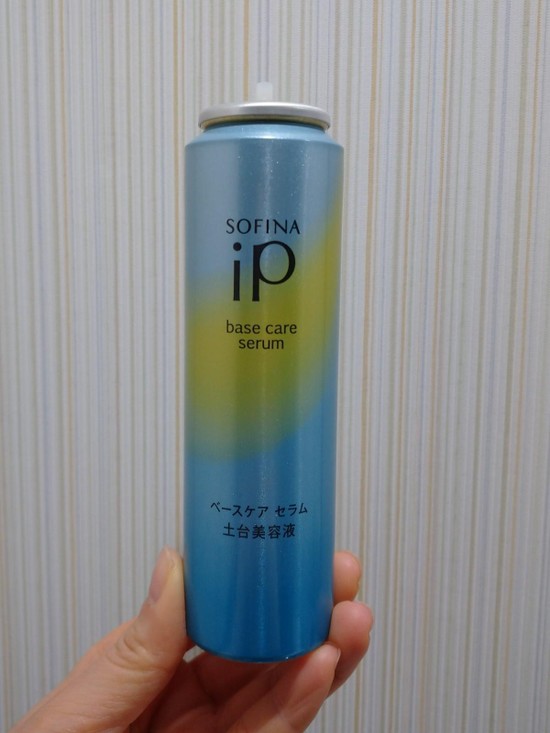 SOFINA
iP
base care
serum
ベースケア セラム
土台美容液